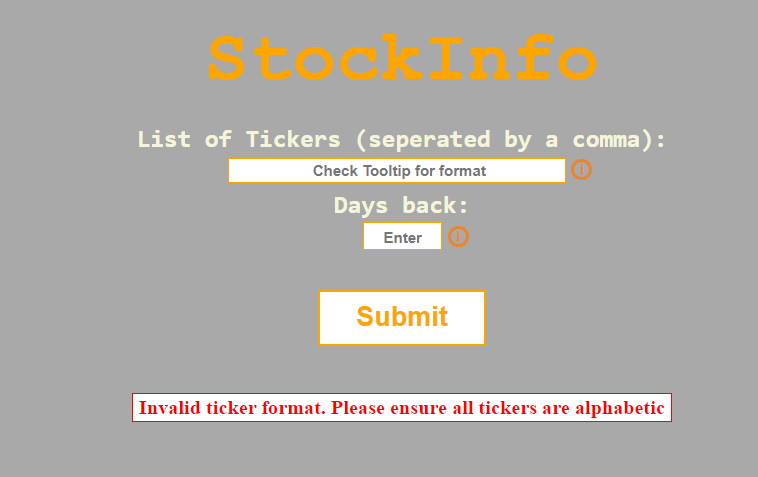 StockInfo
List of Tickers (seperated by a comma):
Check Tooltip for format
Days back:
Enter
Submit
Invalid ticker format. Please ensure all tickers are alphabetic